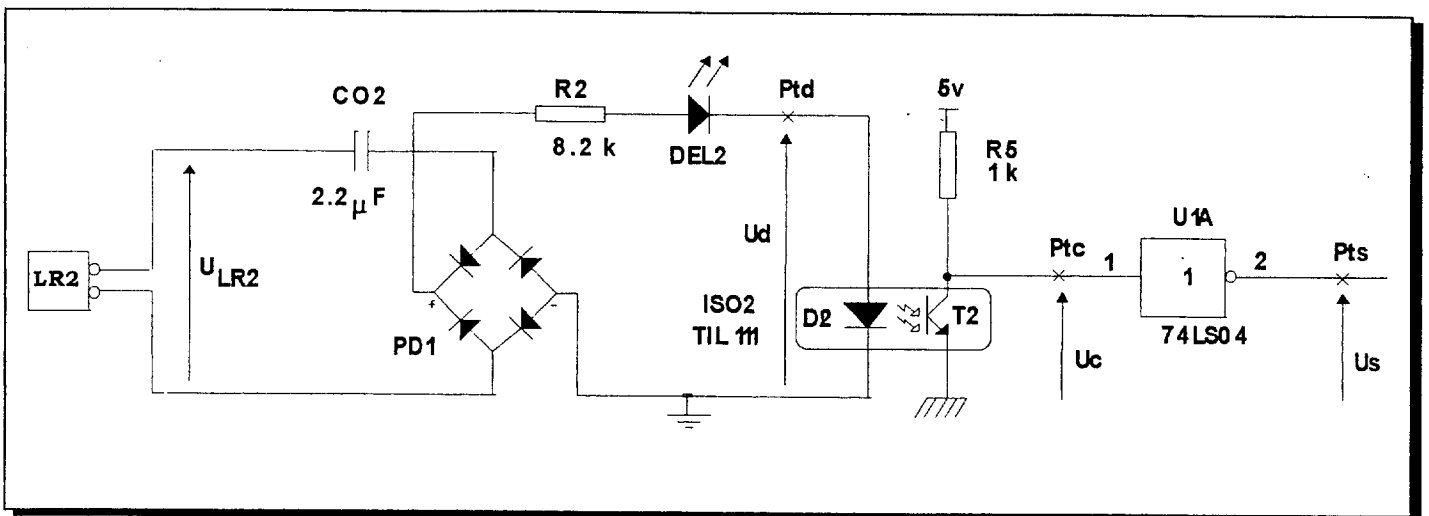 CO2
2.2 µF
R2
8.2 k
DEL2
Ptd
5v
R5
1k
U1A
Ptc
1
1
2
Pts
74LS04
LR2
U LR2
+
-
PD1
Ud
ISO2
TIL 111
D2
T2
Uc
Us